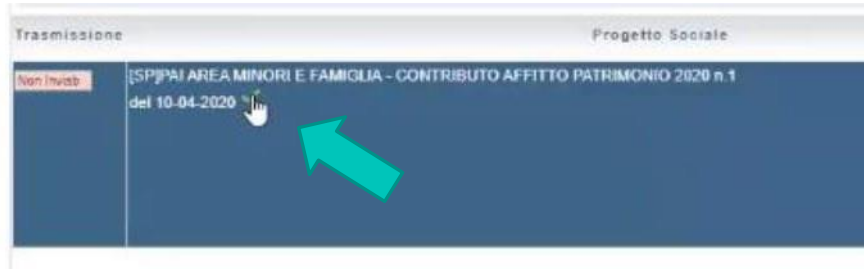 Trasmissione Progetto Sociale
Non Inviab [SP]PAI AREA MINORI E FAMIGLIA - CONTRIBUTO AFFITTO PATRIMONIO 2020 n.1
del 10-04-2020